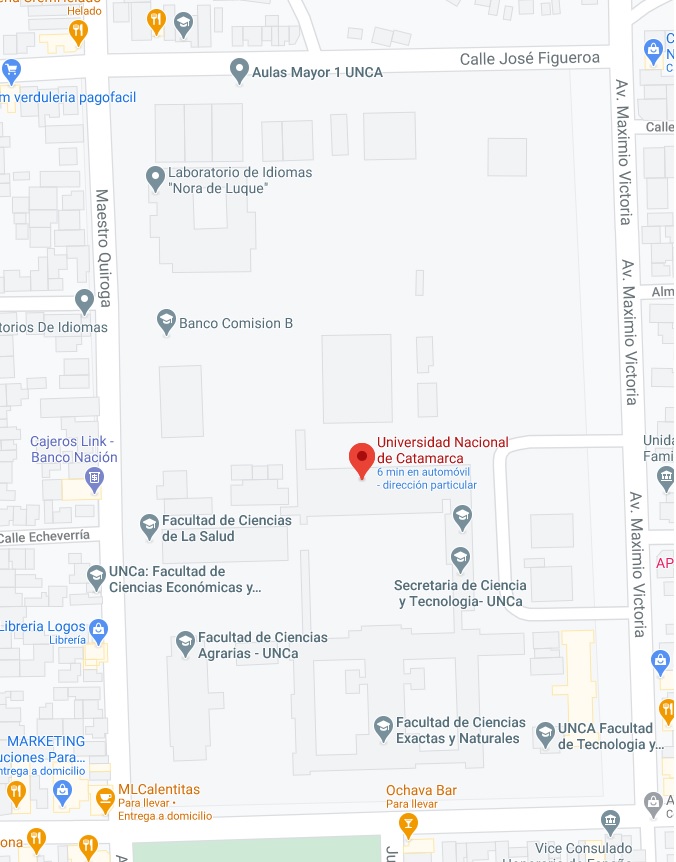 Helado
Calle José Figueroa
Aulas Mayor 1 UNCA
m verduleria pagofacil
Av. Maximio Victoria
Calle
Laboratorio de Idiomas
"Nora de Luque"
Maestro Quiroga
Av. Maximio Victoria
Alm
torios De Idiomas
Banco Comision B
Cajeros Link -
Banco Nación
Universidad Nacional
de Catamarca
6 min en automóvil
- dirección particular
Unida
Fami
Av. Maximio Victoria
Facultad de Ciencias
de La Salud
Calle Echeverría
UNCa: Facultad de
Ciencias Económicas y...
AP
Secretaria de Ciencia
y Tecnologia- UNCa
Libreria Logos
Librería
Facultad de Ciencias
Agrarias - UNCa
Facultad de Ciencias
Exactas y Naturales
UNCA Facultad
de Tecnologia y...
MARKETING
uciones Para...
ntrega a domicilio
MLCalentitas
Para llevar •
Entrega a domicilio
Ochava Bar
Para llevar
ona
A
Ju
Vice Consulado